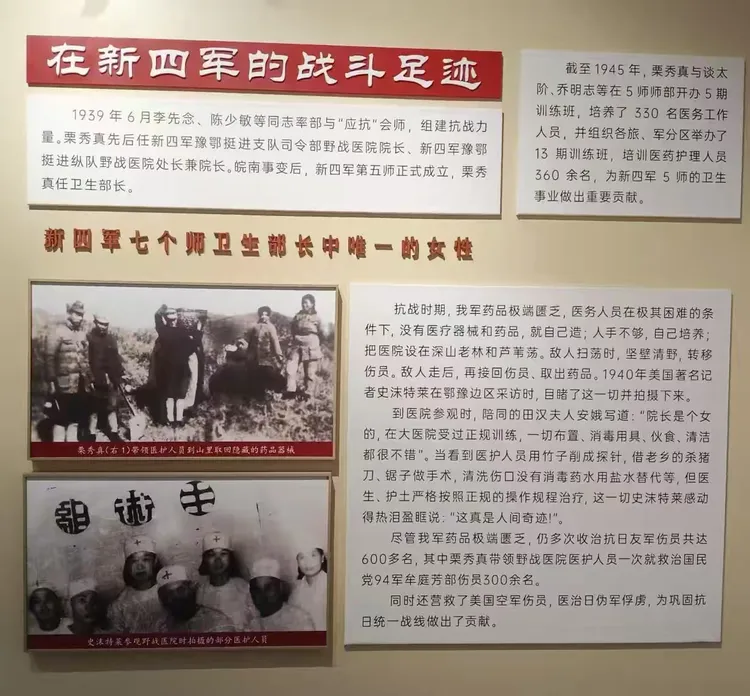 在新四军的战斗足迹
1939年6月李先念、陈少敏等同志率部与“应抗”会师，组建抗战力
量。栗秀真先后任新四军豫鄂挺进支队司令部野战医院院长、新四军豫鄂
挺进纵队野战医院处长兼院长。皖南事变后，新四军第五师正式成立，栗秀
真任卫生部长。
截至1945年，栗秀真与谈太
阶、乔明志等在5师师部开办5期
训练班，培养了330名医务工作
人员，并组织各旅、军分区举办了
13期训练班，培训医药护理人员
360余名，为新四军5师的卫生
事业做出重要贡献。
新四军七个师卫生部长中唯一的女性
栗秀真(右1)带领医护人员到山里取回隐藏的药品器械
组术手
史沫特莱参观野战医院时拍摄的部分医护人员
抗战时期，我军药品极端匮乏，医务人员在极其困难的条
件下，没有医疗器械和药品，就自己造；人手不够，自己培养；
把医院设在深山老林和芦苇荡。敌人扫荡时，坚壁清野，转移
伤员。敌人走后，再接回伤员、取出药品。1940年美国著名记
者史沫特莱在鄂豫边区采访时，目睹了这一切并拍摄下来。
到医院参观时，陪同的田汉夫人安娥写道：“院长是个女
的，在大医院受过正规训练，一切布置、消毒用具、伙食、清洁
都很不错”。当看到医护人员用竹子削成探针，借老乡的杀猪
刀、锯子做手术，清洗伤口没有消毒药水用盐水替代等，但医
生、护士严格按照正规的操作规程治疗，这一切史沫特莱感动
得热泪盈眶说：“这真是人间奇迹!”。
尽管我军药品极端匮乏，仍多次收治抗日友军伤员共达
600多名，其中栗秀真带领野战医院医护人员一次就救治国民
党94军牟庭芳部伤员300余名。
同时还营救了美国空军伤员，医治日伪军俘虏，为巩固抗
日统一战线做出了贡献。